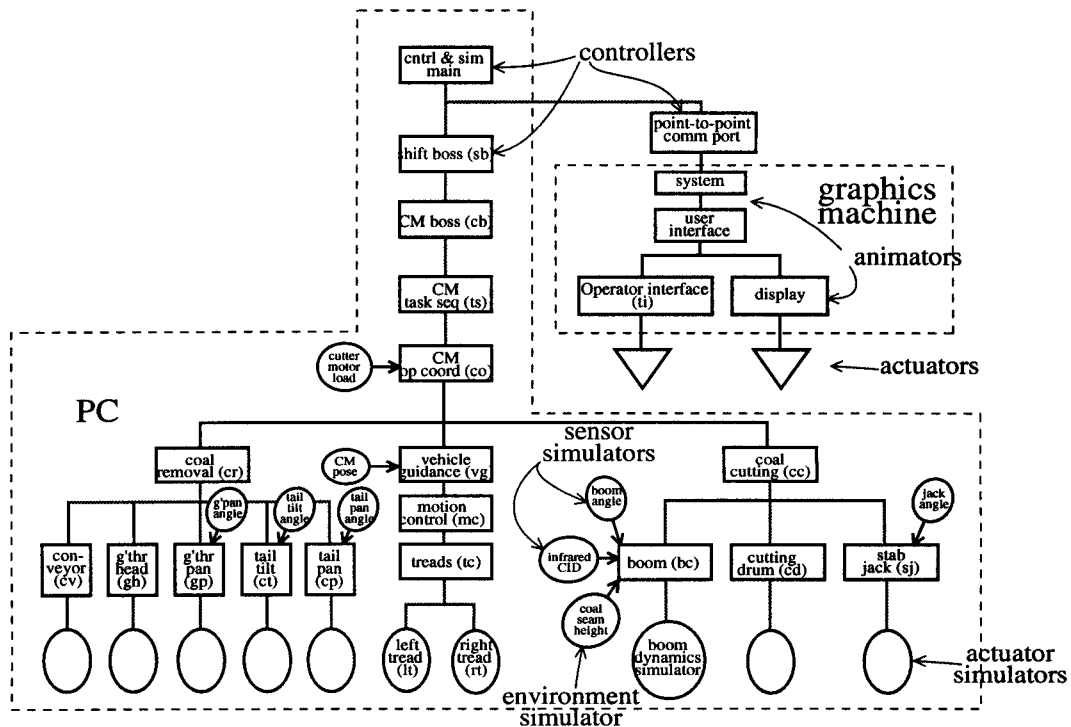 cntrl & sim
main
controllers
point-to-point
comm port
shift boss (sb)
system
graphics
machine
CM boss (cb)
user
interface
animators
CM
task seq (ts)
Operator interface
(ti)
display
cutter
motor
load
CM
op coord (co)
actuators
PC
sensor
simulators
coal
removal (cr)
CM
pose
vehicle
guidance (vg)
coal
cutting (cc)
g'pan
angle
tail
tilt
angle
tail
pan
angle
boom
angle
jack
angle
motion
control (mc)
con-
veyor
(cv)
g'thr
head
(gh)
g'thr
pan
(gp)
tail
tilt
(ct)
tail
pan
(cp)
treads (tc)
infrared
CID
boom (bc)
cutting
drum (cd)
stab
jack (sj)
coal
seam
height
left
tread
(lt)
right
tread
(rt)
boom
dynamics
simulator
actuator
simulators
environment
simulator